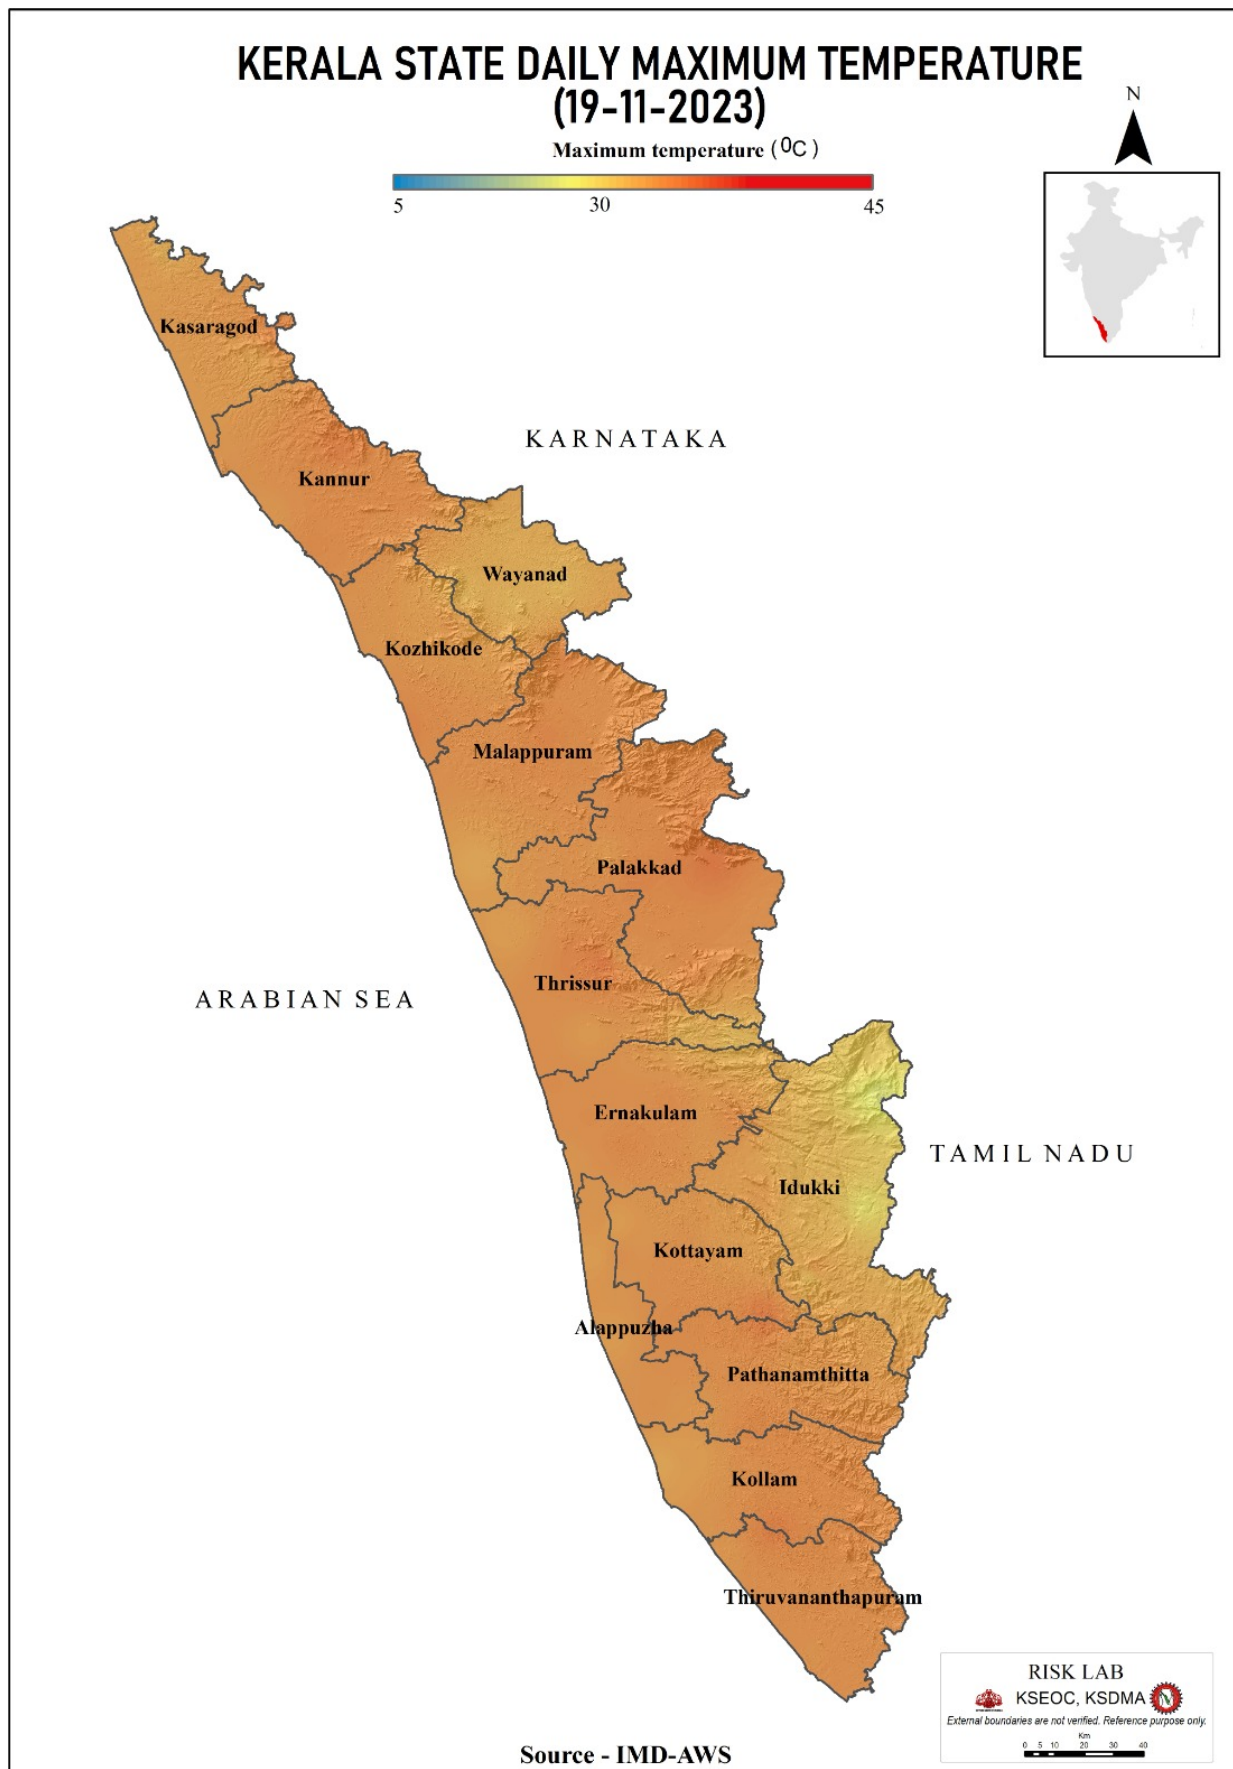 KERALA STATE DAILY MAXIMUM TEMPERATURE
(19-11-2023)
Maximum temperature (⁰C)
5 30 45
N
Kasaragod
KARNATAKA
Kannur
Wayanad
Kozhikode
Malappuram
Palakkad
Thrissur
ARABIAN SEA
Ernakulam
TAMIL NADU
Idukki
Kottayam
Alappuzha
Pathanamthitta
Kollam
Thiruvananthapuram
RISK LAB
KSEOC, KSDMA
External boundaries are not verified. Reference purpose only.
Km
0 5 10 20 30 40
Source - IMD-AWS